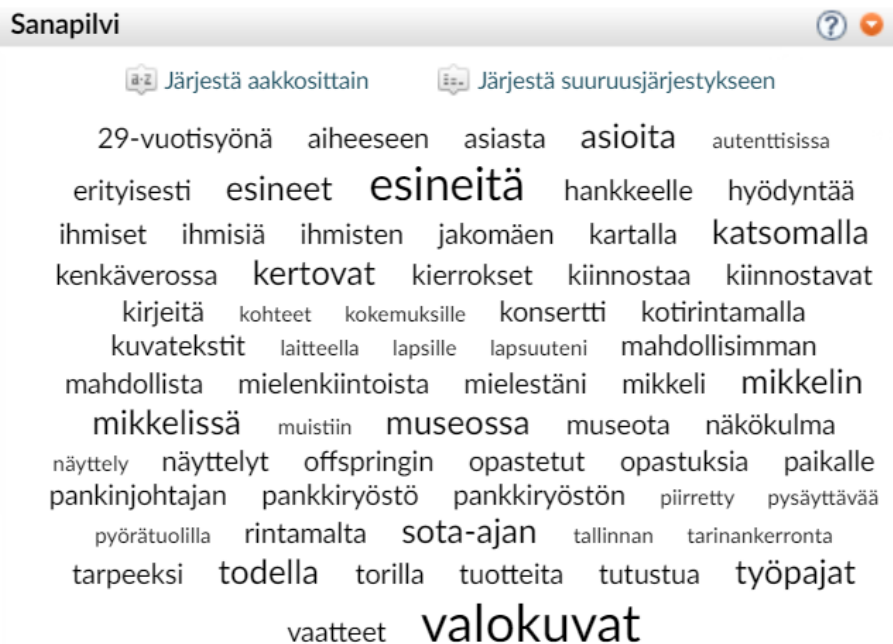 Sanapilvi
Järjestä aakkosittain Järjestä suuruusjärjestykseen
29-vuotisyönä aiheeseen asiasta asioita autenttisissa
erityisesti esineet esineitä hankkeelle hyödyntää
ihmiset ihmisiä ihmisten jakomäen kartalla katsomalla
kenkäverossa kertovat kierrokset kiinnostaa kiinnostavat
kirjeitä kohteet kokemuksille konsertti kotirintamalla
kuvatekstit laitteella lapsille lapsuuteni mahdollisimman
mahdollista mielenkiintoista mielestäni mikkeli mikkelin
mikkelissä muistiin museossa museota näkökulma
näyttely näyttelyt offspringin opastetut opastuksia paikalle
pankinjohtajan pankkiryöstö pankkiryöstön piirretty pysäyttävää
pyörätuolilla rintamalta sota-ajan tallinnan tarinankerronta
tarpeeksi todella torilla tuotteita tutustua työpajat
vaatteet valokuvat